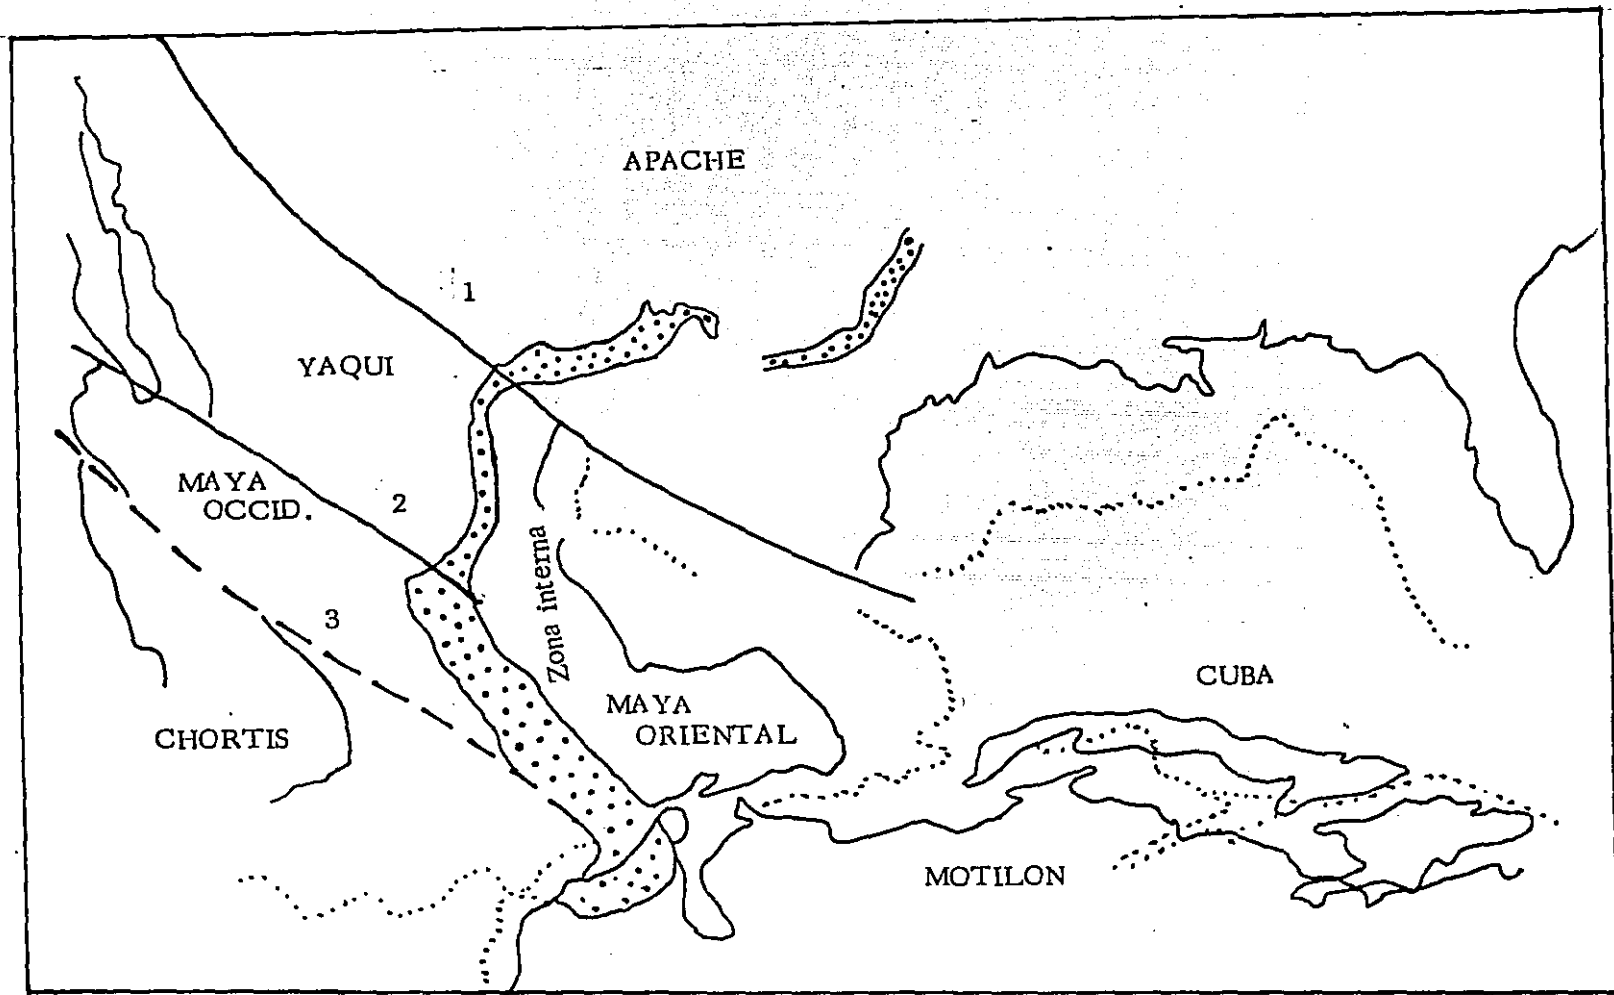 APACHE
1
YAQUI
MAYA
OCCID.
2
Zona interna
3
CUBA
MAYA
ORIENTAL
CHORTIS
MOTILON